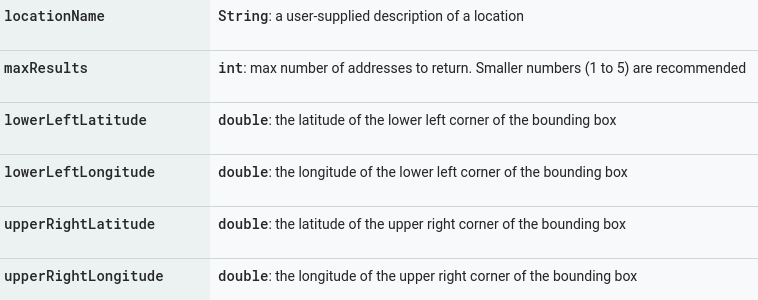 locationName String: a user-supplied description of a location
maxResults int: max number of addresses to return. Smaller numbers (1 to 5) are recommended
lowerLeftLatitude double: the latitude of the lower left corner of the bounding box
lowerLeftLongitude double: the longitude of the lower left corner of the bounding box
upperRightLatitude double: the latitude of the upper right corner of the bounding box
upperRightLongitude double: the longitude of the upper right corner of the bounding box